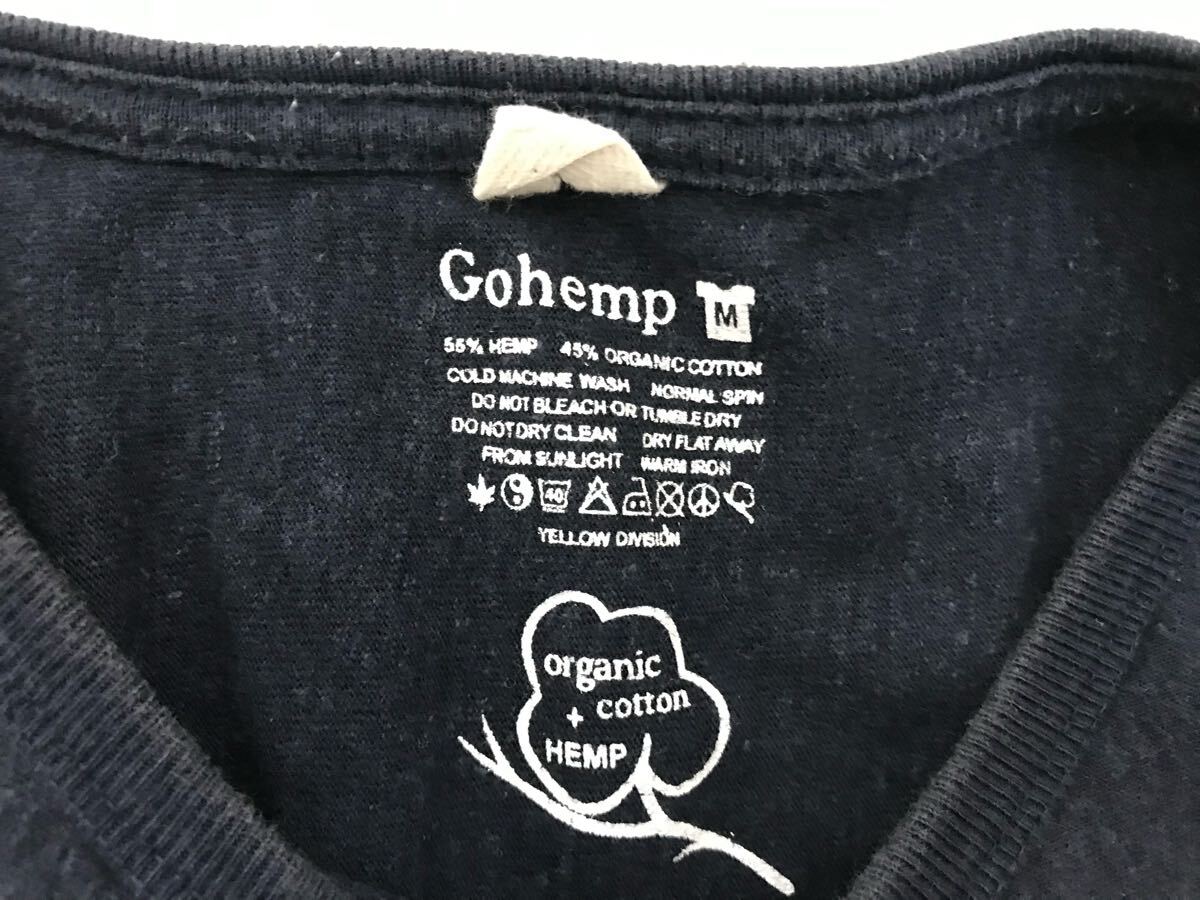 Gohemp M
55% HEMP 45% ORGANIC COTTON
COLD MACHINE WASH NORMAL SPIN
DO NOT BLEACH OR TUMBLE DRY
DO NOT DRY CLEAN DRY FLAT AWAY
FROM SUNLIGHT WARM IRON
40
YELLOW DIVISION
organic
+ cotton
HEMP